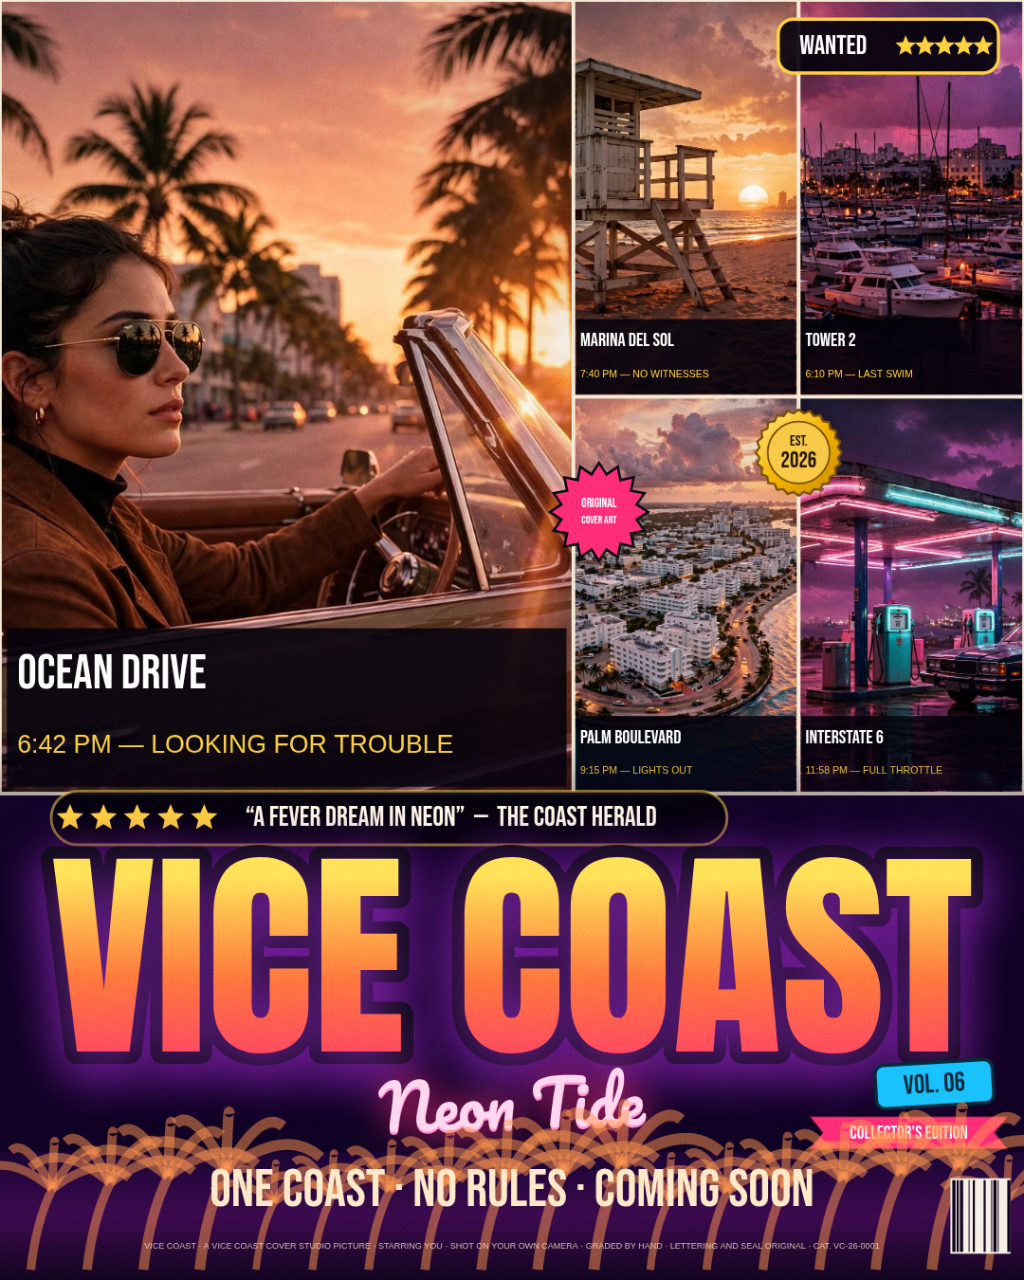 WANTED ★★★★★
MARINA DEL SOL
7:40 PM — NO WITNESSES
TOWER 2
6:10 PM — LAST SWIM
EST.
2026
ORIGINAL
COVER ART
OCEAN DRIVE
6:42 PM — LOOKING FOR TROUBLE
PALM BOULEVARD
9:15 PM — LIGHTS OUT
INTERSTATE 6
11:58 PM — FULL THROTTLE
★★★★★ “A FEVER DREAM IN NEON” — THE COAST HERALD
VICE COAST
Neon Tide
VOL. 06
COLLECTOR'S EDITION
ONE COAST · NO RULES · COMING SOON
VICE COAST · A VICE COAST COVER STUDIO PICTURE · STARRING YOU · SHOT ON YOUR OWN CAMERA · GRADED BY HAND · LETTERING AND SEAL ORIGINAL · CAT. VC-26-0001